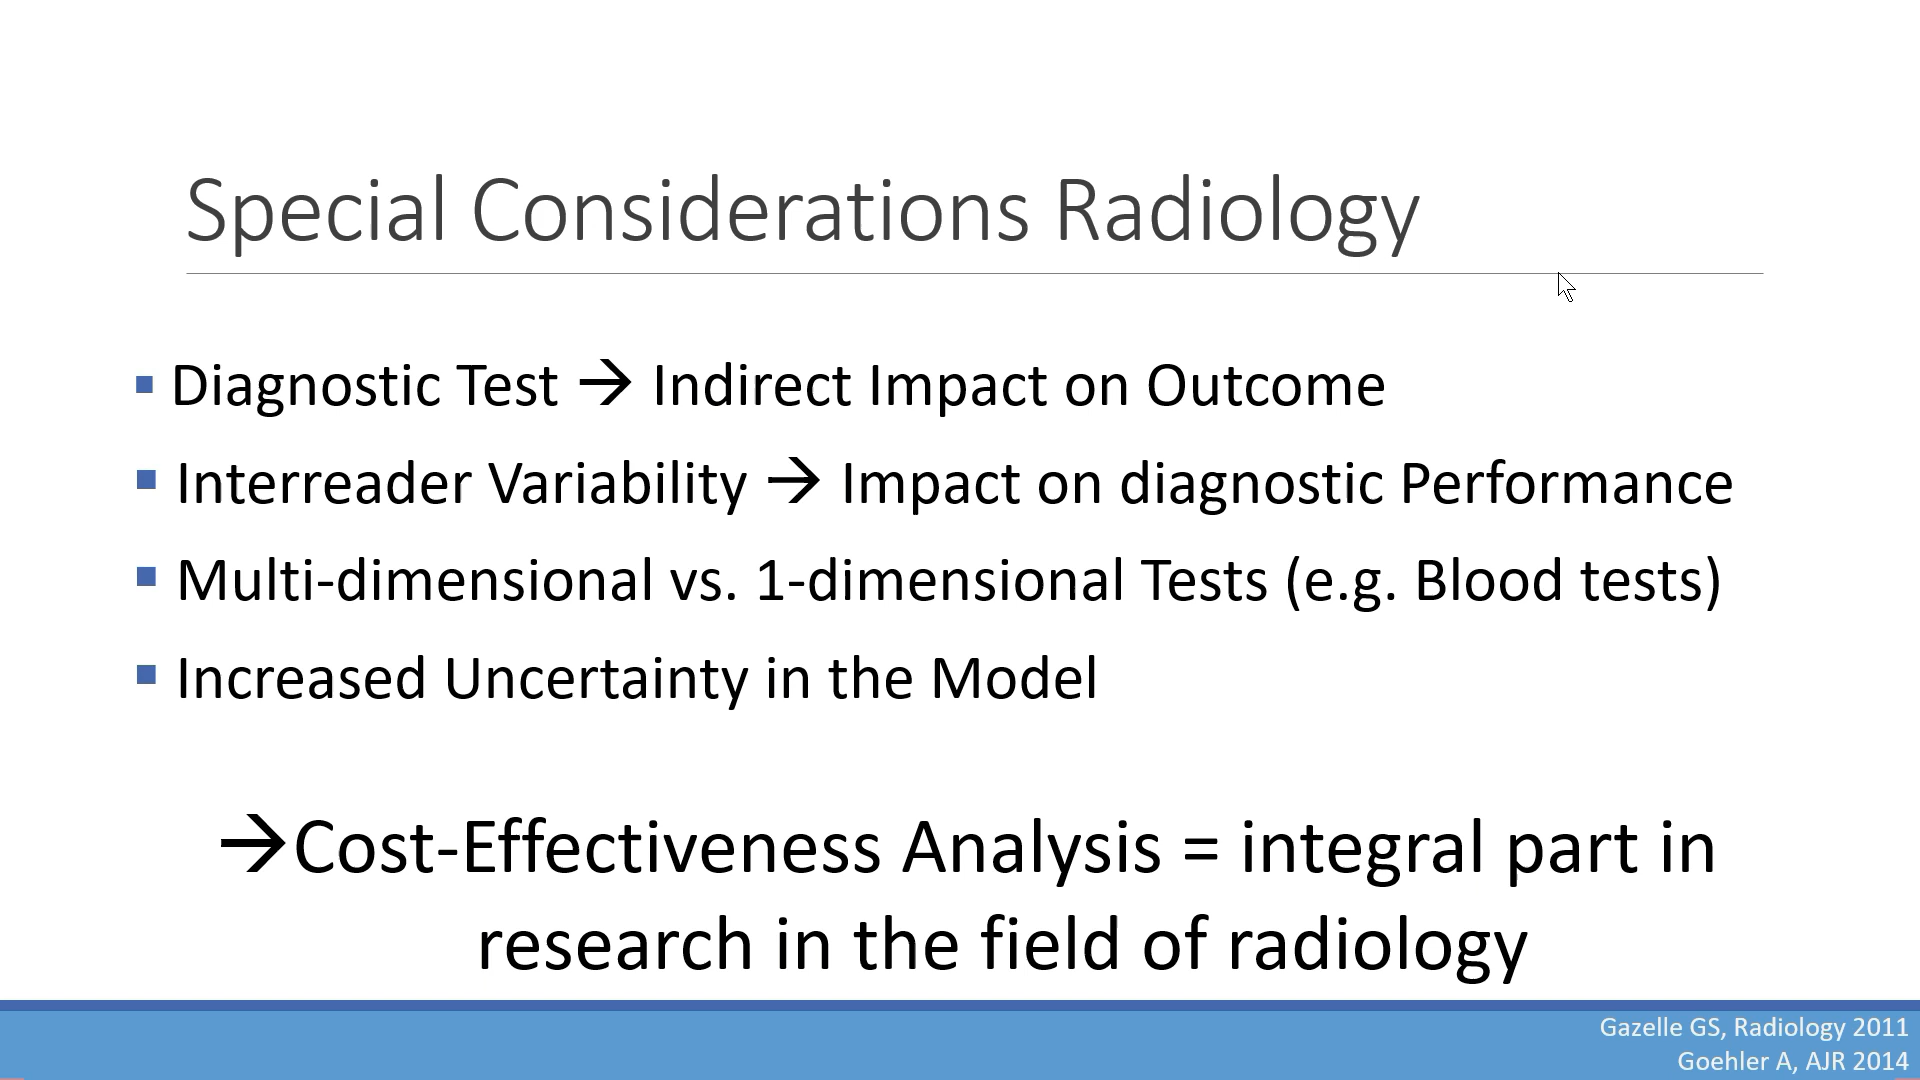 Special Considerations Radiology
▪ Diagnostic Test → Indirect Impact on Outcome
▪ Interreader Variability → Impact on diagnostic Performance
▪ Multi-dimensional vs. 1-dimensional Tests (e.g. Blood tests)
▪ Increased Uncertainty in the Model
→Cost-Effectiveness Analysis = integral part in
research in the field of radiology
Gazelle GS, Radiology 2011
Goehler A, AJR 2014